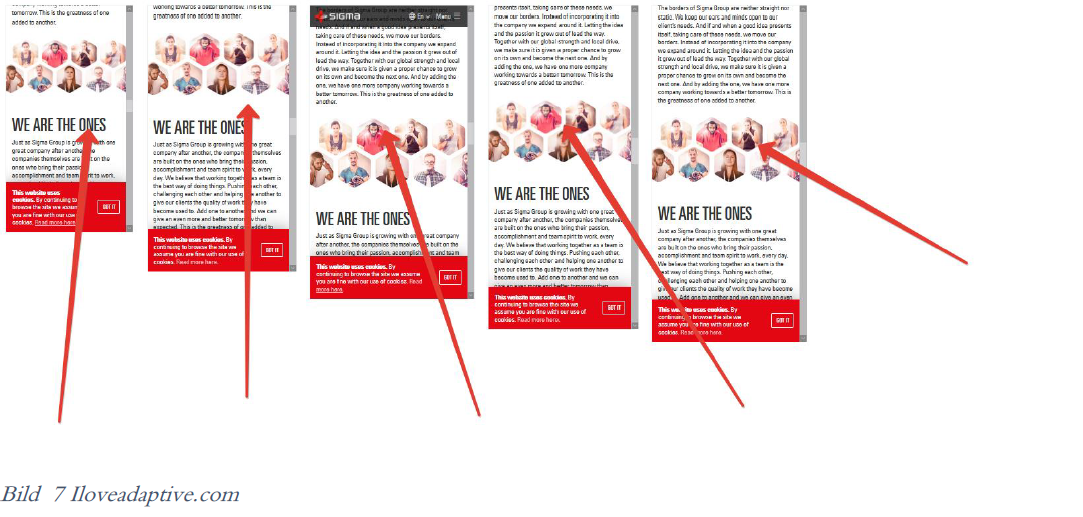 tomorrow. This is the greatness of one
added to another.
WE ARE THE ONES
Just as Sigma Group is growing with one
great company after another, the
companies themselves are built on the
ones who bring their passion,
accomplishment and team spirit to work,
This website uses
cookies. By continuing to
browse the site we assume
you are fine with our use of
cookies. Read more here.
GOT IT
working towards a better tomorrow. This is the
greatness of one added to another.
WE ARE THE ONES
Just as Sigma Group is growing with one great
company after another, the companies themselves
are built on the ones who bring their passion,
accomplishment and team spirit to work, every
day. We believe that working together as a team is
the best way of doing things. Pushing each other,
challenging each other and helping one another to
give our clients the quality of work they have
become used to. Add one to another and we can
give an even more and better tomorrow than
expected. This is the greatness of one added to
This website uses cookies. By
continuing to browse the site we
assume you are fine with our use of
cookies. Read more here.
GOT IT
SIGMA
En
Menu
The borders of Sigma Group are neither straight
needs. And if and when a good idea presents itself,
taking care of these needs, we move our borders.
Instead of incorporating it into the company we expand
around it. Letting the idea and the passion it grew out of
lead the way. Together with our global strength and local
drive, we make sure it is given a proper chance to grow
on its own and become the next one. And by adding the
one, we have one more company working towards a
better tomorrow. This is the greatness of one added to
another.
WE ARE THE ONES
Just as Sigma Group is growing with one great company
after another, the companies themselves are built on the
ones who bring their passion, accomplishment and team
This website uses cookies. By
continuing to browse the site we assume
you are fine with our use of cookies. Read
more here.
GOT IT
presents itself, taking care of these needs, we
move our borders. Instead of incorporating it into
the company we expand around it. Letting the idea
and the passion it grew out of lead the way.
Together with our global strength and local drive,
we make sure it is given a proper chance to grow
on its own and become the next one. And by
adding the one, we have one more company
working towards a better tomorrow. This is the
greatness of one added to another.
WE ARE THE ONES
Just as Sigma Group is growing with one great
company after another, the companies themselves
are built on the ones who bring their passion,
accomplishment and team spirit to work, every
day. We believe that working together as a team is
the best way of doing things. Pushing each other,
challenging each other and helping one another to
give our clients the quality of work they have
become used to. Add one to another and we can
give an even more and better tomorrow than
This website uses cookies. By
continuing to browse the site we
assume you are fine with our use of
cookies. Read more here.
GOT IT
The borders of Sigma Group are neither straight nor
static. We keep our ears and minds open to our
client's needs. And if and when a good idea presents
itself, taking care of these needs, we move our
borders. Instead of incorporating it into the company
we expand around it. Letting the idea and the passion
it grew out of lead the way. Together with our global
strength and local drive, we make sure it is given a
proper chance to grow on its own and become the
next one. And by adding the one, we have one more
company working towards a better tomorrow. This is
the greatness of one added to another.
WE ARE THE ONES
Just as Sigma Group is growing with one great
company after another, the companies themselves
are built on the ones who bring their passion,
accomplishment and team spirit to work, every day.
We believe that working together as a team is the
best way of doing things. Pushing each other,
challenging each other and helping one another to
give our clients the quality of work they have become
used to. Add one to another and we can give an even
This website uses cookies. By
continuing to browse the site we
assume you are fine with our use of
cookies. Read more here.
GOT IT
Bild 7 Iloveadaptive.com